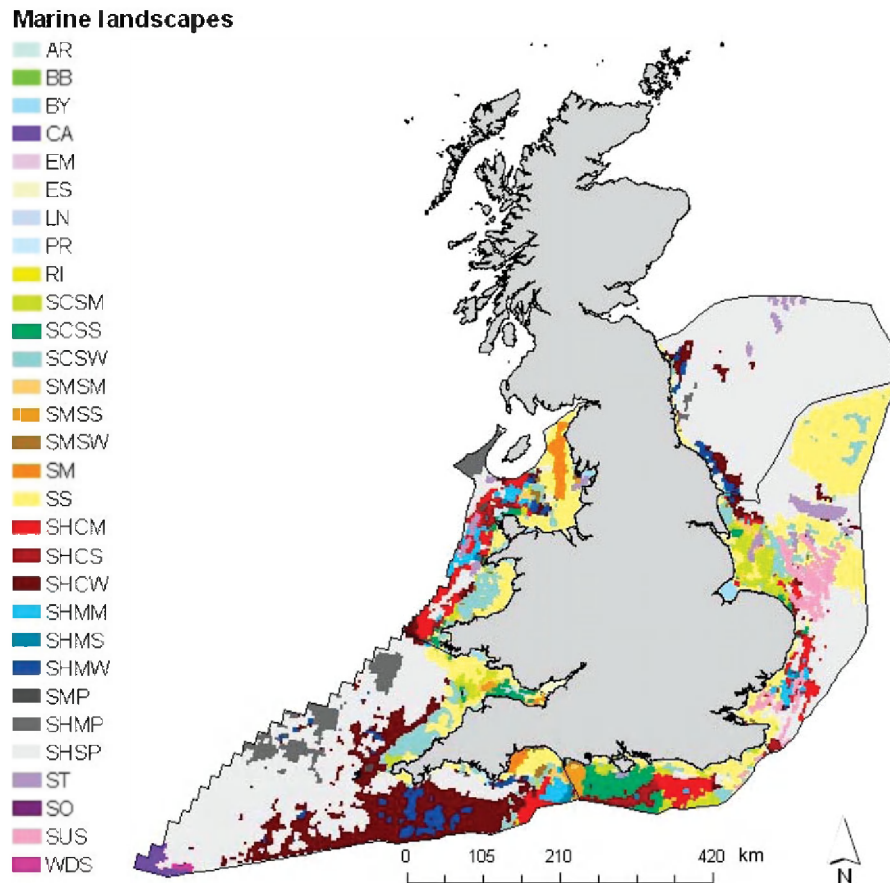 Marine landscapes
AR
BB
BY
CA
EM
ES
LN
PR
RI
SCSM
SCSS
SCSW
SMSM
SMSS
SMSW
SM
SS
SHCM
SHCS
SHCW
SHMM
SHMS
SHMW
SMP
SHMP
SHSP
ST
SO
SUS
WDS
0 105 210 420 km
N